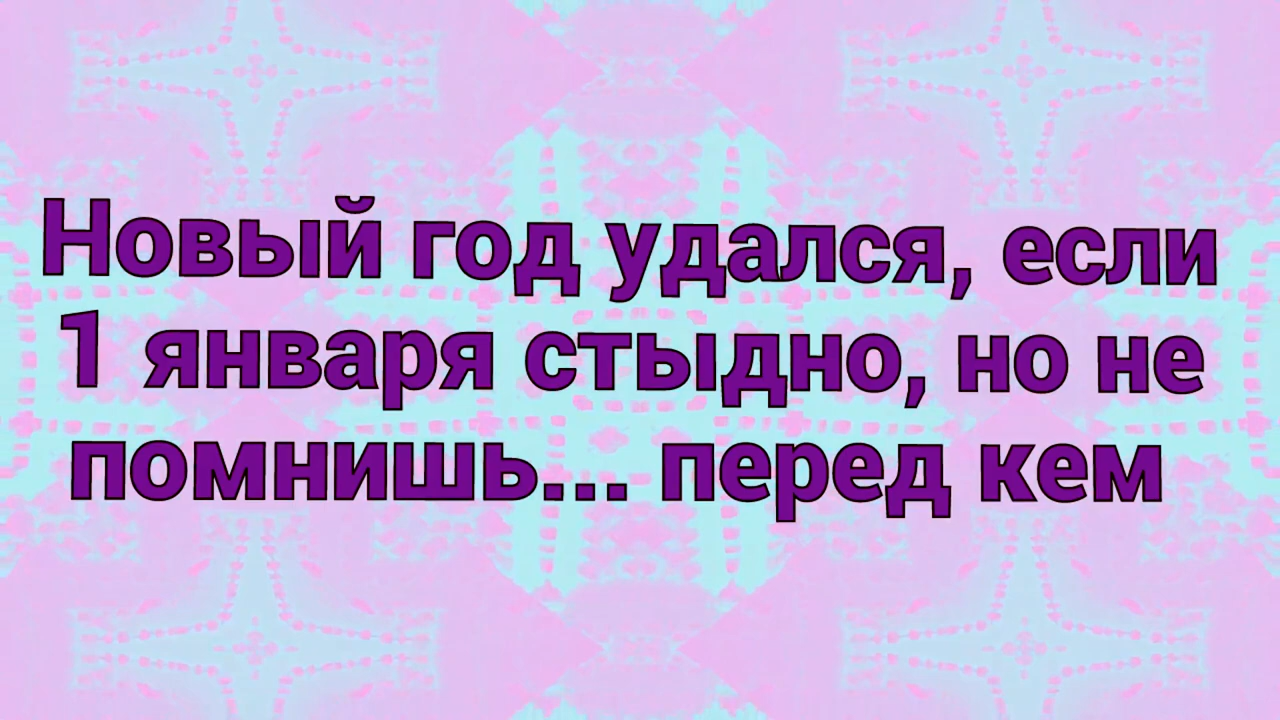 Новый год удался, если
1 января стыдно, но не
помнишь... перед кем